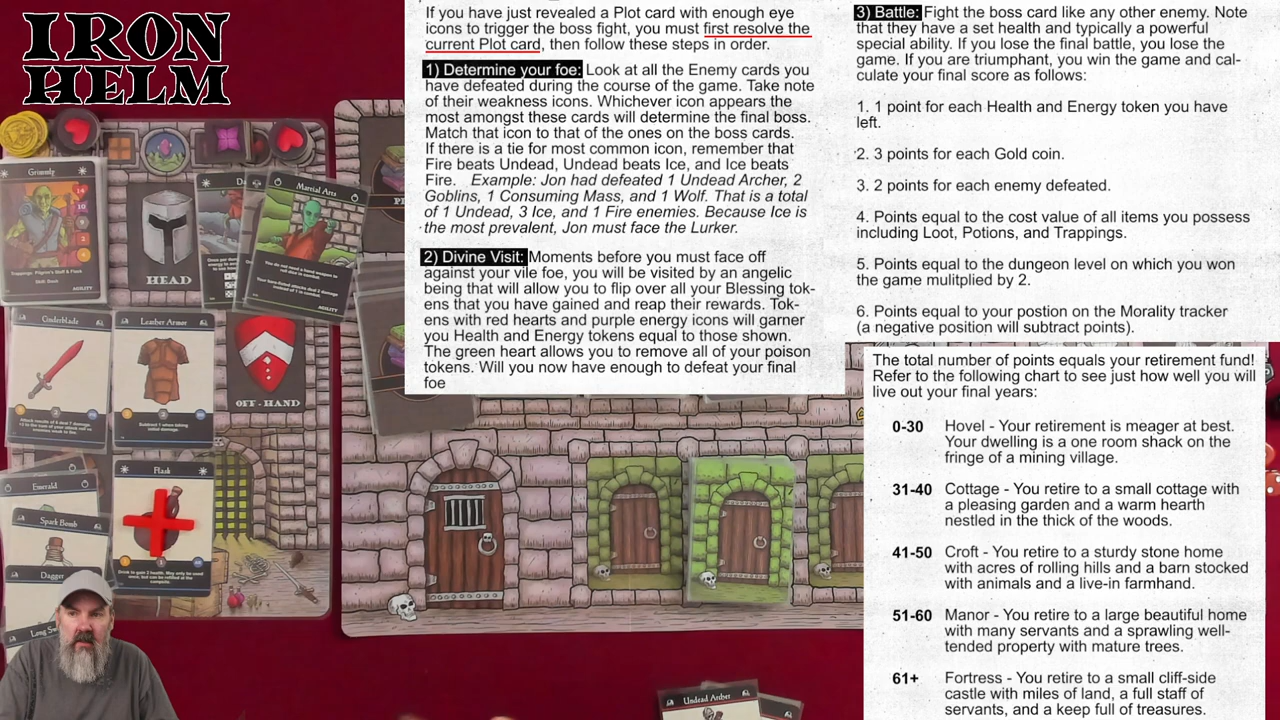 IRON
HELM
If you have just revealed a Plot card with enough eye
icons to trigger the boss fight, you must first resolve the
current Plot card, then follow these steps in order.
1) Determine your foe: Look at all the Enemy cards you
have defeated during the course of the game. Take note
of their weakness icons. Whichever icon appears the
most amongst these cards will determine the final boss.
Match that icon to that of the ones on the boss cards.
If there is a tie for most common icon, remember that
Fire beats Undead, Undead beats Ice, and Ice beats
Fire. Example: Jon had defeated 1 Undead Archer, 2
Goblins, 1 Consuming Mass, and 1 Wolf. That is a total
of 1 Undead, 3 Ice, and 1 Fire enemies. Because Ice is
the most prevalent, Jon must face the Lurker.
2) Divine Visit: Moments before you must face off
against your vile foe, you will be visited by an angelic
being that will allow you to flip over all your Blessing tok-
ens that you have gained and reap their rewards. Tok-
ens with red hearts and purple energy icons will garner
you Health and Energy tokens equal to those shown.
The green heart allows you to remove all of your poison
tokens. Will you now have enough to defeat your final
foe
3) Battle: Fight the boss card like any other enemy. Note
that they have a set health and typically a powerful
special ability. If you lose the final battle, you lose the
game. If you are triumphant, you win the game and cal-
culate your final score as follows:
1. 1 point for each Health and Energy token you have
left.
2. 3 points for each Gold coin.
3. 2 points for each enemy defeated.
4. Points equal to the cost value of all items you possess
including Loot, Potions, and Trappings.
5. Points equal to the dungeon level on which you won
the game mulitplied by 2.
6. Points equal to your postion on the Morality tracker
(a negative position will subtract points).
The total number of points equals your retirement fund!
Refer to the following chart to see just how well you will
live out your final years:
0-30 Hovel - Your retirement is meager at best.
Your dwelling is a one room shack on the
fringe of a mining village.
31-40 Cottage - You retire to a small cottage with
a pleasing garden and a warm hearth
nestled in the thick of the woods.
41-50 Croft - You retire to a sturdy stone home
with acres of rolling hills and a barn stocked
with animals and a live-in farmhand.
51-60 Manor - You retire to a large beautiful home
with many servants and a sprawling well-
tended property with mature trees.
61+ Fortress - You retire to a small cliff-side
castle with miles of land, a full staff of
servants, and a keep full of treasures.
Grimmly
AGILITY
HEAD
Martial Arts
AGILITY
Cinderblade
Leather Armor
Subtract 1 when taking
initial damage.
OFF-HAND
Emerald
Spark Bomb
Dagger
Flask
Undead Archer